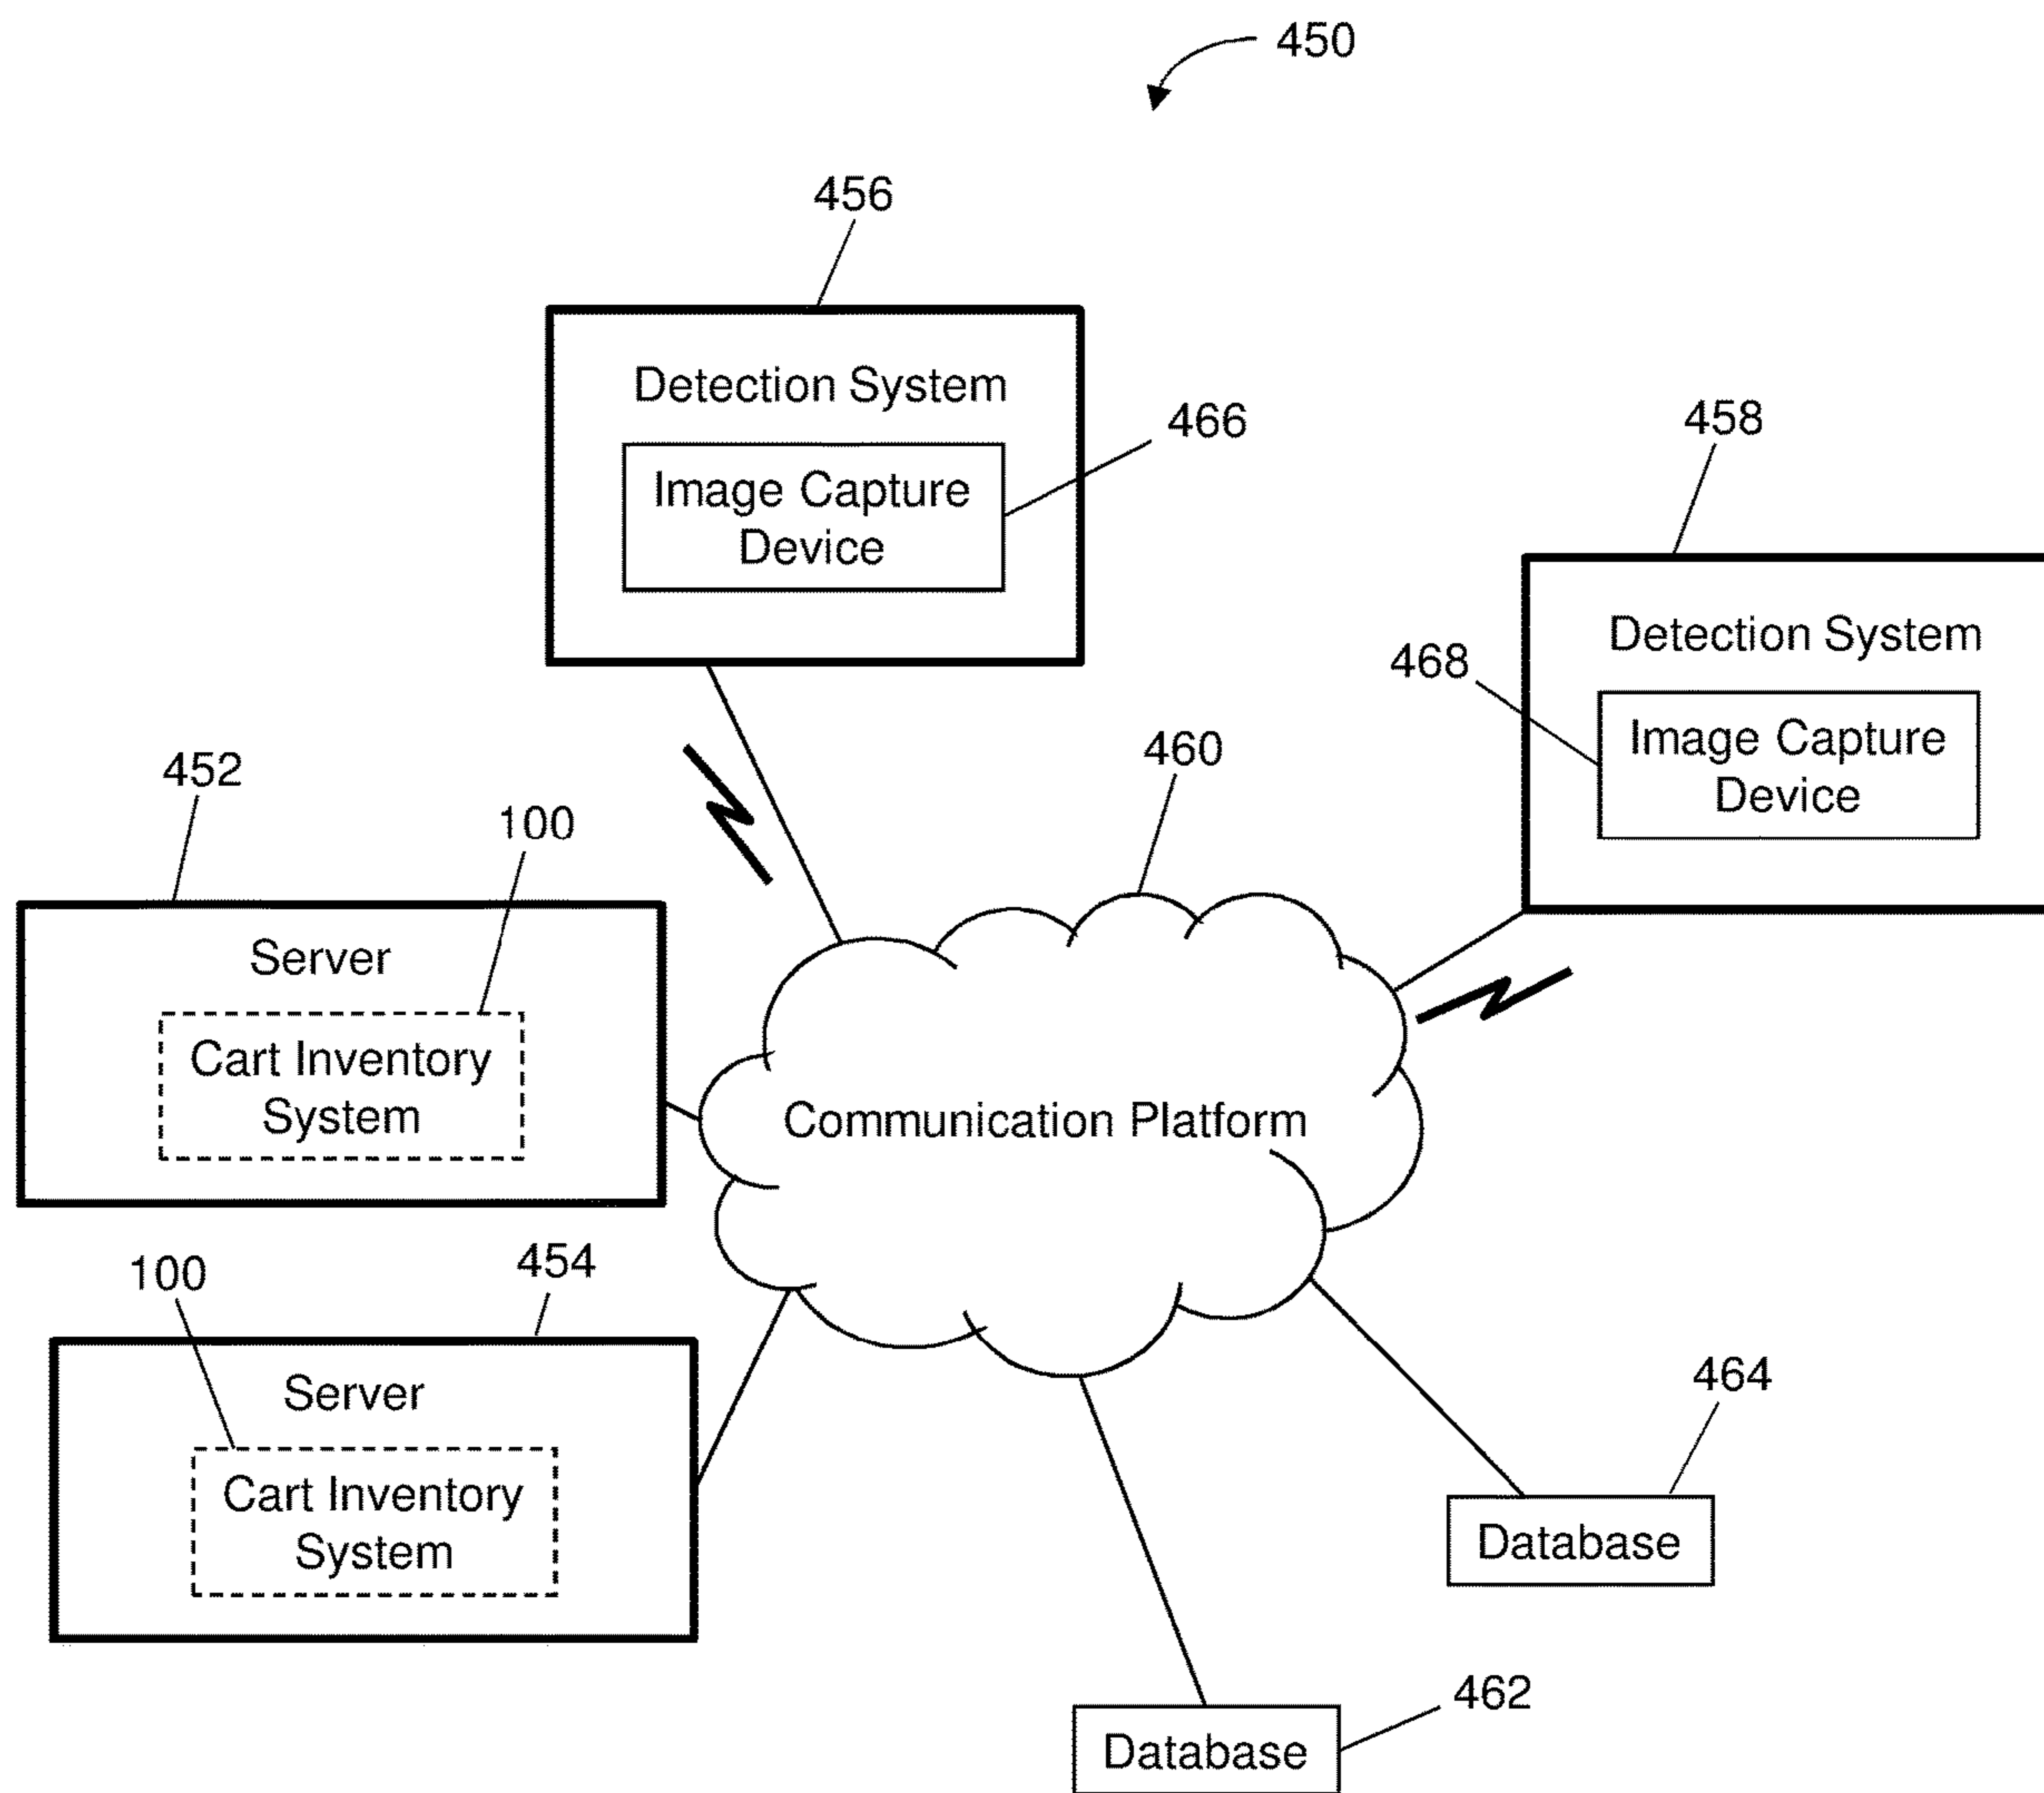 450
456
Detection System
466
Image Capture
Device
458
Detection System
468
Image Capture
Device
460
452
100
Server
Cart Inventory
System
Communication Platform
454
100
Server
Cart Inventory
System
464
Database
462
Database